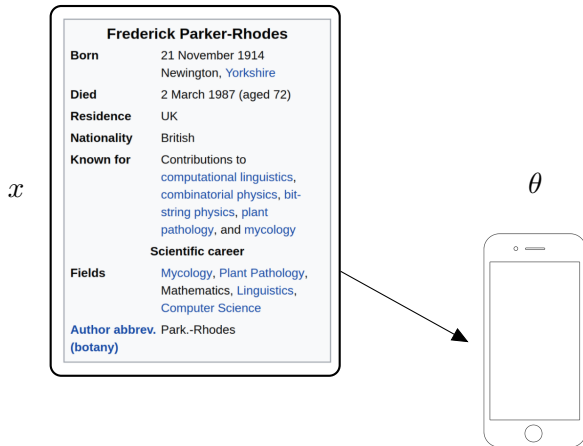 Frederick Parker-Rhodes
Born 21 November 1914
Newington, Yorkshire
Died 2 March 1987 (aged 72)
Residence UK
Nationality British
Known for Contributions to
computational linguistics,
combinatorial physics, bit-
string physics, plant
pathology, and mycology
Scientific career
Fields Mycology, Plant Pathology,
Mathematics, Linguistics,
Computer Science
Author abbrev. Park.-Rhodes
(botany)
x
θ